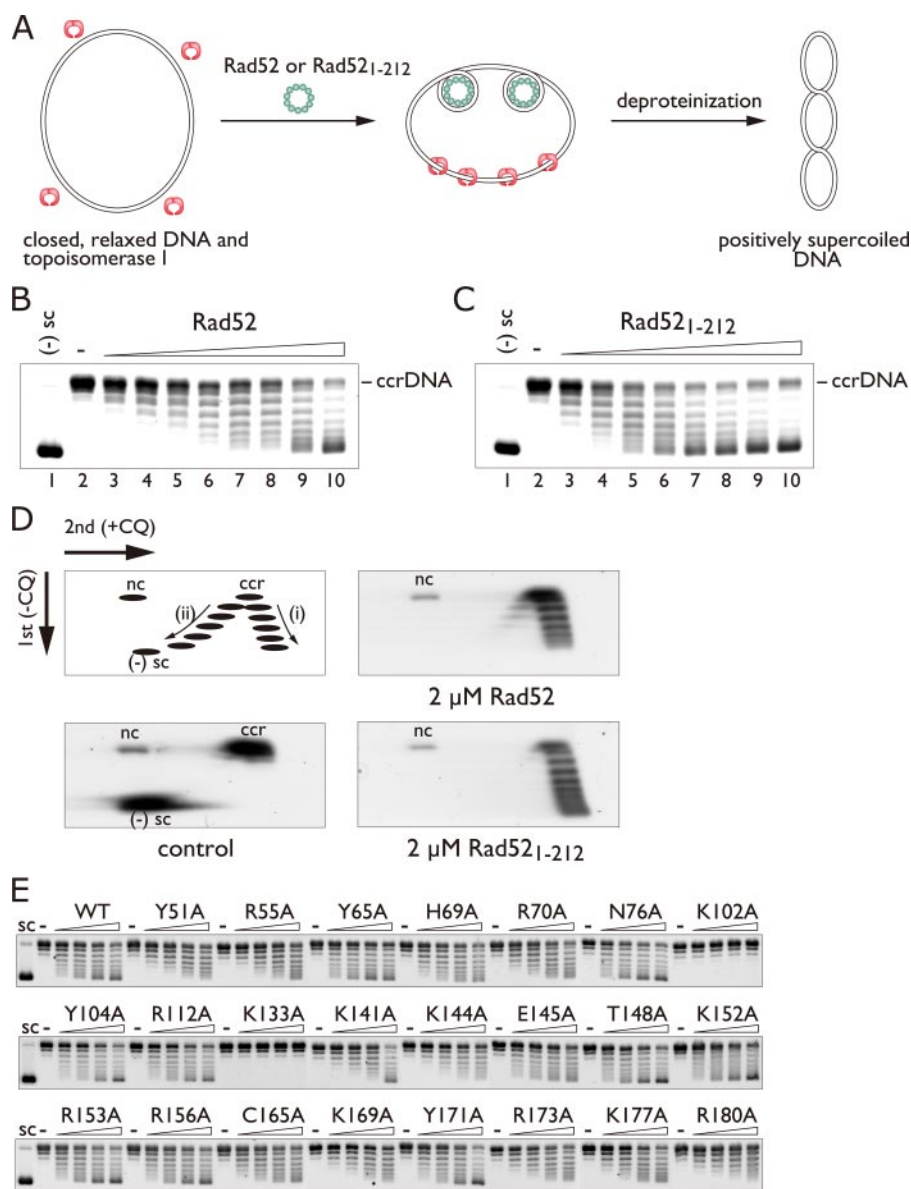 A
Rad52 or Rad52₁₋₂₁₂
deproteinization
closed, relaxed DNA and
topoisomerase I
positively supercoiled
DNA
B
(-) sc
-
Rad52
ccrDNA
1 2 3 4 5 6 7 8 9 10
C
(-) sc
-
Rad52₁₋₂₁₂
ccrDNA
1 2 3 4 5 6 7 8 9 10
D
2nd (+CQ)
1st (-CQ)
nc ccr
(ii) (i)
(-) sc
nc
2 μM Rad52
nc ccr
(-) sc
control
nc
2 μM Rad52₁₋₂₁₂
E
WT Y51A R55A Y65A H69A R70A N76A K102A
sc - - - - - - - -
Y104A R112A K133A K141A K144A E145A T148A K152A
sc - - - - - - - -
R153A R156A C165A K169A Y171A R173A K177A R180A
sc - - - - - - - -